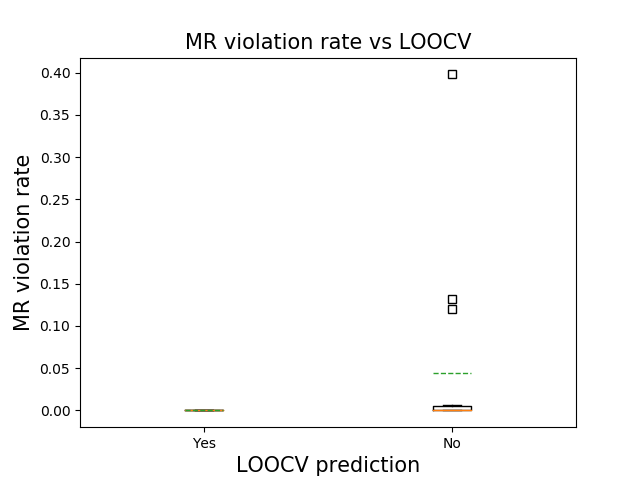 MR violation rate vs LOOCV
0.40
0.35
0.30
0.25
0.20
0.15
0.10
0.05
0.00
MR violation rate
Yes
No
LOOCV prediction